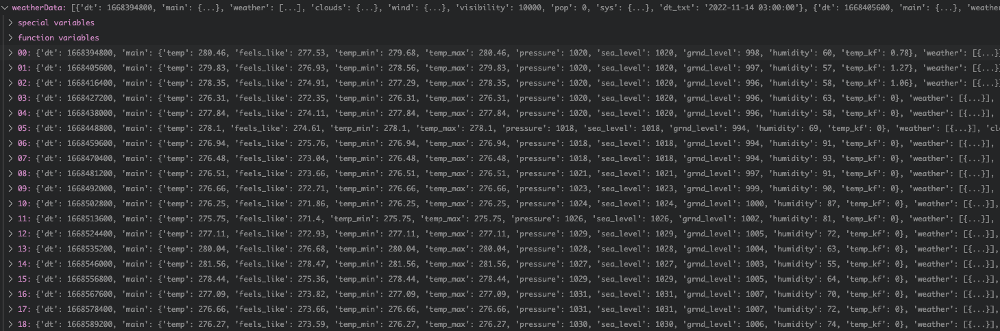 weatherData: [{'dt': 1668394800, 'main': {...}, 'weather': [...], 'clouds': {...}, 'wind': {...}, 'visibility': 10000, 'pop': 0, 'sys': {...}, 'dt_txt': '2022-11-14 03:00:00'}, {'dt': 1668405600, 'main': {...}, 'weathe
special variables
function variables
00: {'dt': 1668394800, 'main': {'temp': 280.46, 'feels_like': 277.53, 'temp_min': 279.68, 'temp_max': 280.46, 'pressure': 1020, 'sea_level': 1020, 'grnd_level': 998, 'humidity': 60, 'temp_kf': 0.78}, 'weather': [{...}]
01: {'dt': 1668405600, 'main': {'temp': 279.83, 'feels_like': 276.93, 'temp_min': 278.56, 'temp_max': 279.83, 'pressure': 1020, 'sea_level': 1020, 'grnd_level': 997, 'humidity': 57, 'temp_kf': 1.27}, 'weather': [{...}]
02: {'dt': 1668416400, 'main': {'temp': 278.35, 'feels_like': 274.91, 'temp_min': 277.29, 'temp_max': 278.35, 'pressure': 1020, 'sea_level': 1020, 'grnd_level': 996, 'humidity': 58, 'temp_kf': 1.06}, 'weather': [{...}]
03: {'dt': 1668427200, 'main': {'temp': 276.31, 'feels_like': 272.35, 'temp_min': 276.31, 'temp_max': 276.31, 'pressure': 1020, 'sea_level': 1020, 'grnd_level': 996, 'humidity': 63, 'temp_kf': 0}, 'weather': [{...}],
04: {'dt': 1668438000, 'main': {'temp': 277.84, 'feels_like': 274.11, 'temp_min': 277.84, 'temp_max': 277.84, 'pressure': 1020, 'sea_level': 1020, 'grnd_level': 996, 'humidity': 58, 'temp_kf': 0}, 'weather': [{...}],
05: {'dt': 1668448800, 'main': {'temp': 278.1, 'feels_like': 274.61, 'temp_min': 278.1, 'temp_max': 278.1, 'pressure': 1018, 'sea_level': 1018, 'grnd_level': 994, 'humidity': 69, 'temp_kf': 0}, 'weather': [{...}], 'clo
06: {'dt': 1668459600, 'main': {'temp': 276.94, 'feels_like': 275.76, 'temp_min': 276.94, 'temp_max': 276.94, 'pressure': 1018, 'sea_level': 1018, 'grnd_level': 994, 'humidity': 91, 'temp_kf': 0}, 'weather': [{...}],
07: {'dt': 1668470400, 'main': {'temp': 276.48, 'feels_like': 273.04, 'temp_min': 276.48, 'temp_max': 276.48, 'pressure': 1018, 'sea_level': 1018, 'grnd_level': 994, 'humidity': 93, 'temp_kf': 0}, 'weather': [{...}],
08: {'dt': 1668481200, 'main': {'temp': 276.51, 'feels_like': 273.66, 'temp_min': 276.51, 'temp_max': 276.51, 'pressure': 1021, 'sea_level': 1021, 'grnd_level': 997, 'humidity': 91, 'temp_kf': 0}, 'weather': [{...}],
09: {'dt': 1668492000, 'main': {'temp': 276.66, 'feels_like': 272.71, 'temp_min': 276.66, 'temp_max': 276.66, 'pressure': 1023, 'sea_level': 1023, 'grnd_level': 999, 'humidity': 90, 'temp_kf': 0}, 'weather': [{...}],
10: {'dt': 1668502800, 'main': {'temp': 276.25, 'feels_like': 271.86, 'temp_min': 276.25, 'temp_max': 276.25, 'pressure': 1024, 'sea_level': 1024, 'grnd_level': 1000, 'humidity': 87, 'temp_kf': 0}, 'weather': [{...}],
11: {'dt': 1668513600, 'main': {'temp': 275.75, 'feels_like': 271.4, 'temp_min': 275.75, 'temp_max': 275.75, 'pressure': 1026, 'sea_level': 1026, 'grnd_level': 1002, 'humidity': 81, 'temp_kf': 0}, 'weather': [{...}],
12: {'dt': 1668524400, 'main': {'temp': 277.11, 'feels_like': 272.93, 'temp_min': 277.11, 'temp_max': 277.11, 'pressure': 1029, 'sea_level': 1029, 'grnd_level': 1005, 'humidity': 72, 'temp_kf': 0}, 'weather': [{...}],
13: {'dt': 1668535200, 'main': {'temp': 280.04, 'feels_like': 276.68, 'temp_min': 280.04, 'temp_max': 280.04, 'pressure': 1028, 'sea_level': 1028, 'grnd_level': 1004, 'humidity': 63, 'temp_kf': 0}, 'weather': [{...}],
14: {'dt': 1668546000, 'main': {'temp': 281.56, 'feels_like': 278.47, 'temp_min': 281.56, 'temp_max': 281.56, 'pressure': 1027, 'sea_level': 1027, 'grnd_level': 1003, 'humidity': 55, 'temp_kf': 0}, 'weather': [{...}],
15: {'dt': 1668556800, 'main': {'temp': 278.44, 'feels_like': 275.36, 'temp_min': 278.44, 'temp_max': 278.44, 'pressure': 1029, 'sea_level': 1029, 'grnd_level': 1005, 'humidity': 64, 'temp_kf': 0}, 'weather': [{...}],
16: {'dt': 1668567600, 'main': {'temp': 277.09, 'feels_like': 273.82, 'temp_min': 277.09, 'temp_max': 277.09, 'pressure': 1031, 'sea_level': 1031, 'grnd_level': 1007, 'humidity': 70, 'temp_kf': 0}, 'weather': [{...}],
17: {'dt': 1668578400, 'main': {'temp': 276.66, 'feels_like': 273.66, 'temp_min': 276.66, 'temp_max': 276.66, 'pressure': 1031, 'sea_level': 1031, 'grnd_level': 1007, 'humidity': 72, 'temp_kf': 0}, 'weather': [{...}],
18: {'dt': 1668589200, 'main': {'temp': 276.27, 'feels_like': 273.59, 'temp_min': 276.27, 'temp_max': 276.27, 'pressure': 1030, 'sea_level': 1030, 'grnd_level': 1006, 'humidity': 74, 'temp_kf': 0}, 'weather': [{...}],